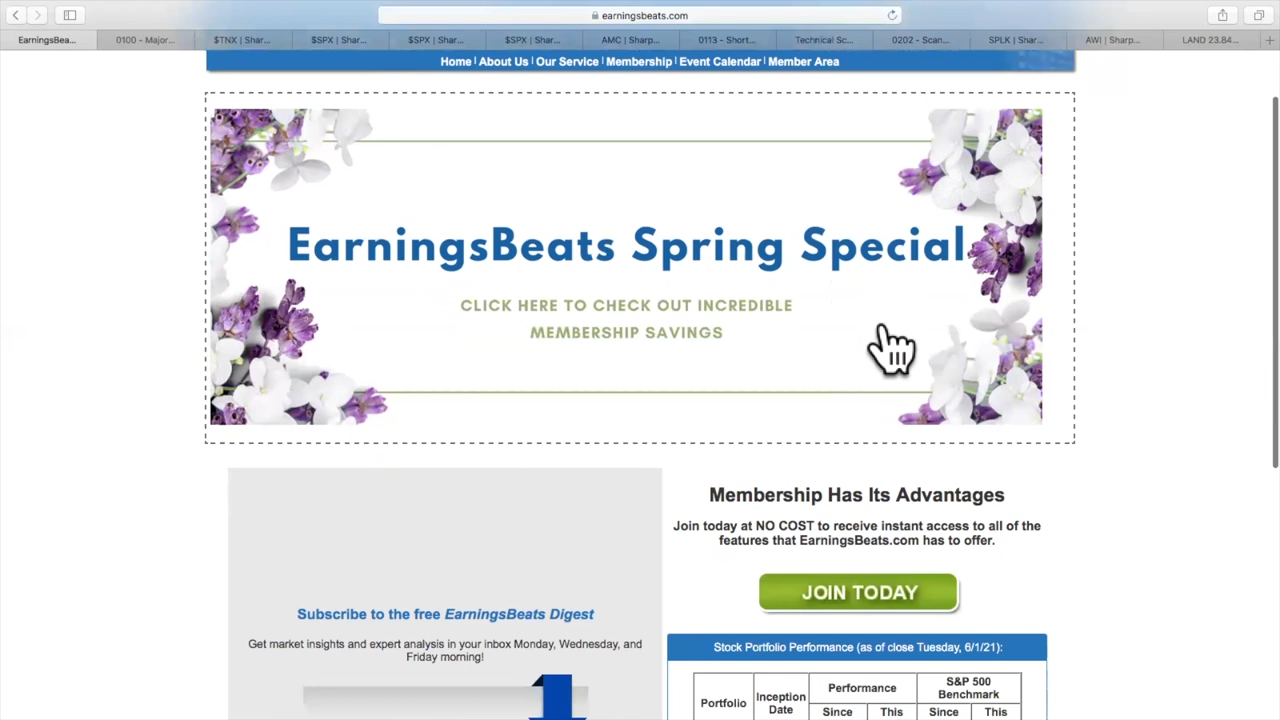 earningsbeats.com
EarningsBea... 0100 - Major... $TNX | Shar... $SPX | Shar... $SPX | Shar... $SPX | Shar... AMC | Sharp... 0113 - Short... Technical Sc... 0202 - Scan... SPLK | Shar... AWI | Sharp... LAND 23.84...
Home | About Us | Our Service | Membership | Event Calendar | Member Area
EarningsBeats Spring Special
CLICK HERE TO CHECK OUT INCREDIBLE
MEMBERSHIP SAVINGS
Membership Has Its Advantages
Join today at NO COST to receive instant access to all of the
features that EarningsBeats.com has to offer.
JOIN TODAY
Subscribe to the free EarningsBeats Digest
Get market insights and expert analysis in your inbox Monday, Wednesday, and
Friday morning!
Stock Portfolio Performance (as of close Tuesday, 6/1/21):
Portfolio
Inception
Date
Performance
S&P 500
Benchmark
Since This Since This